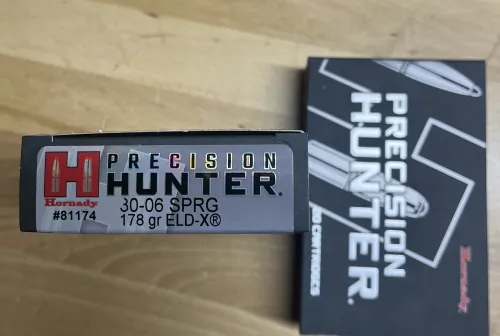 H
Hornady
#81174
PRECISION
HUNTER.
30-06 SPRG
178 gr ELD-X®
PRECISION
HUNTER.
20 CARTRIDGES
Hornady